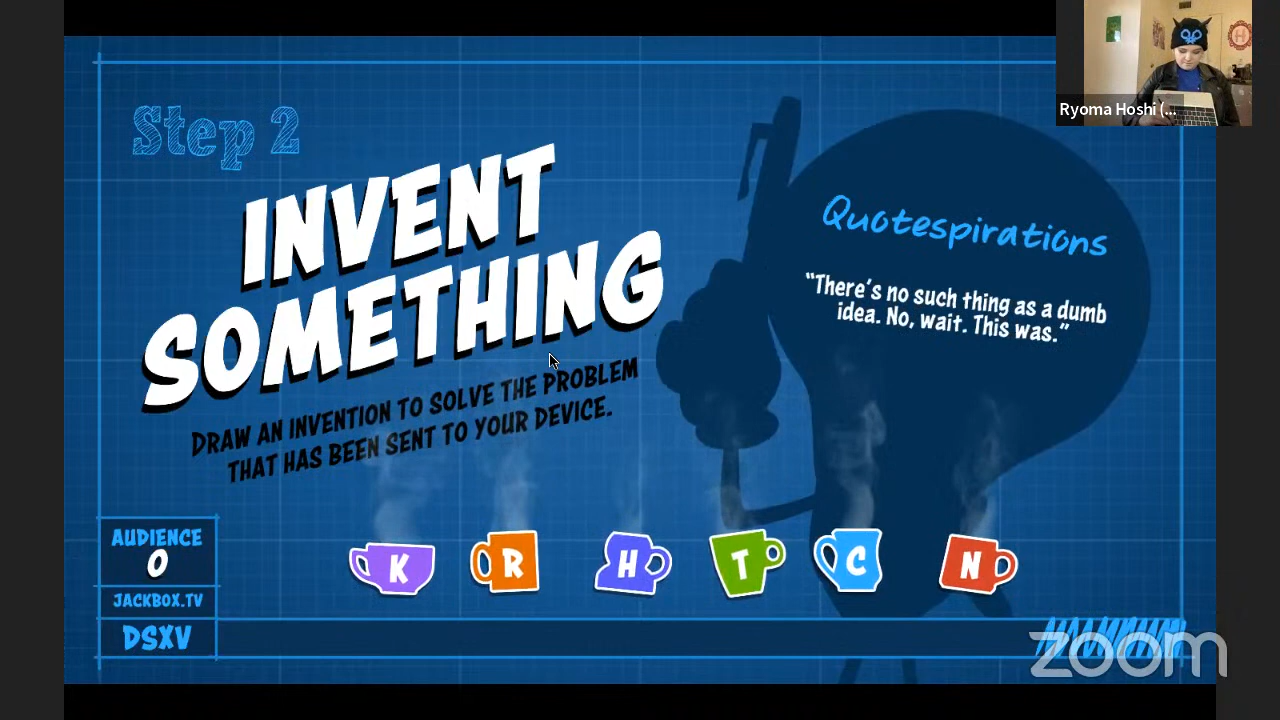 Ryoma Hoshi (...
Step 2
INVENT
SOMETHING
DRAW AN INVENTION TO SOLVE THE PROBLEM
THAT HAS BEEN SENT TO YOUR DEVICE.
Quotespirations
“There's no such thing as a dumb
idea. No, wait. This was.”
AUDIENCE
0
JACKBOX.TV
DSXV
K R H T C N
zoom